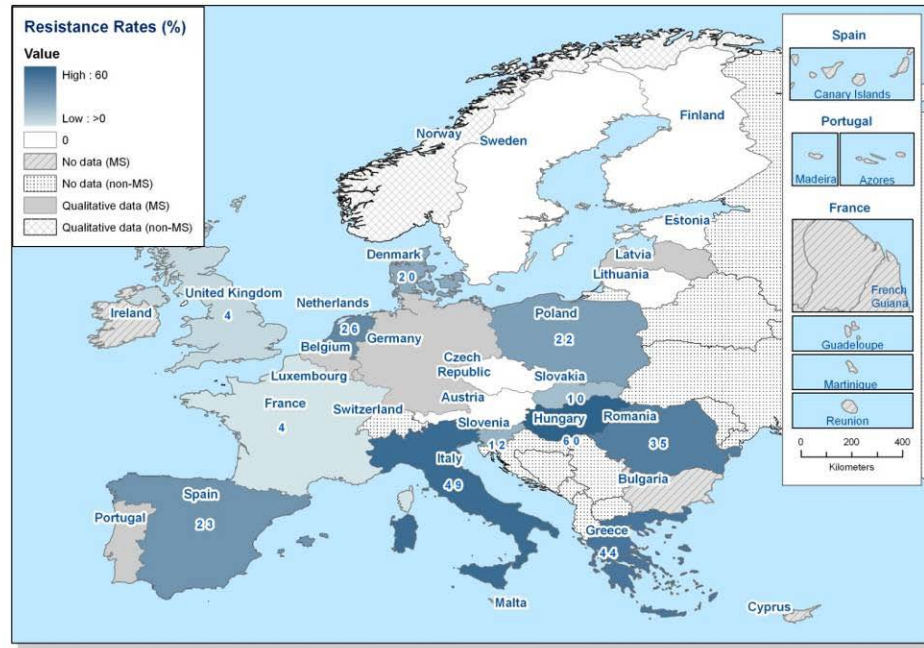 Resistance Rates (%)
Value
High : 60
Low : >0
0
No data (MS)
No data (non-MS)
Qualitative data (MS)
Qualitative data (non-MS)
Finland
Norway
Sweden
Estonia
Latvia
Denmark
20
Lithuania
United Kingdom
4
Ireland
Netherlands
26
Poland
22
Germany
Belgium
Czech
Republic
Luxembourg
Slovakia
10
France
4
Switzerland
Austria
Hungary
60
Romania
35
Slovenia
12
Italy
49
Bulgaria
Spain
23
Portugal
Greece
44
Malta
Cyprus
Spain
Canary Islands
Portugal
Madeira
Azores
France
French
Guiana
Guadeloupe
Martinique
Reunion
0 200 400
Kilometers